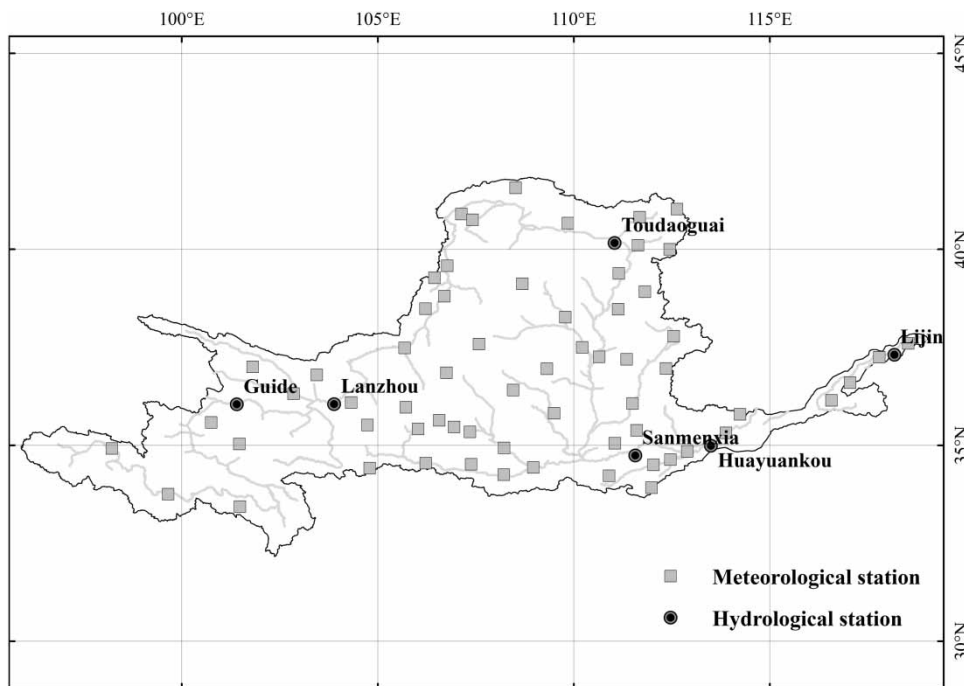 100°E
105°E
110°E
115°E
45°N
Toudaoguai
40°N
Lijin
Guide
Lanzhou
Sanmenxia
35°N
Huayuankou
Meteorological station
Hydrological station
30°N